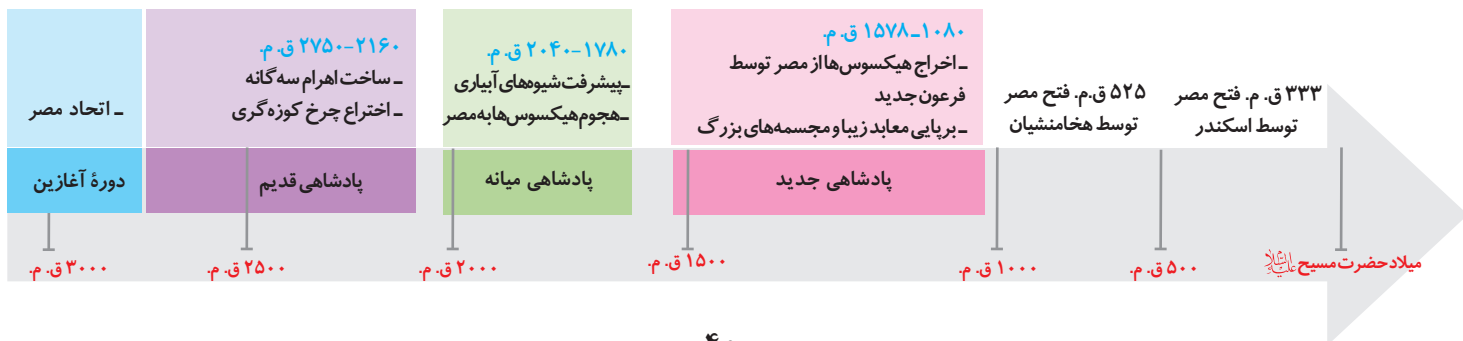 ـ اتحاد مصر
دورهٔ آغازین
۲۷۵۰-۲۱۶۰ ق. م.
ـ ساخت اهرام سه‌گانه
ـ اختراع چرخ کوزه‌گری
پادشاهی قدیم
۲۰۴۰-۱۷۸۰ ق. م.
ـ پیشرفت شیوه‌های آبیاری
ـ هجوم هیکسوس‌ها به مصر
پادشاهی میانه
۱۵۷۸ـ۱۰۸۰ ق. م.
ـ اخراج هیکسوس‌ها از مصر توسط
فرعون جدید
ـ برپایی معابد زیبا و مجسمه‌های بزرگ
پادشاهی جدید
۵۲۵ ق.م. فتح مصر
توسط هخامنشیان
۳۳۳ ق. م. فتح مصر
توسط اسکندر
۳۰۰۰ ق. م.
۲۵۰۰ ق. م.
۲۰۰۰ ق. م.
۱۵۰۰ ق. م.
۱۰۰۰ ق. م.
۵۰۰ ق. م.
میلاد حضرت مسیح علیه‌السلام